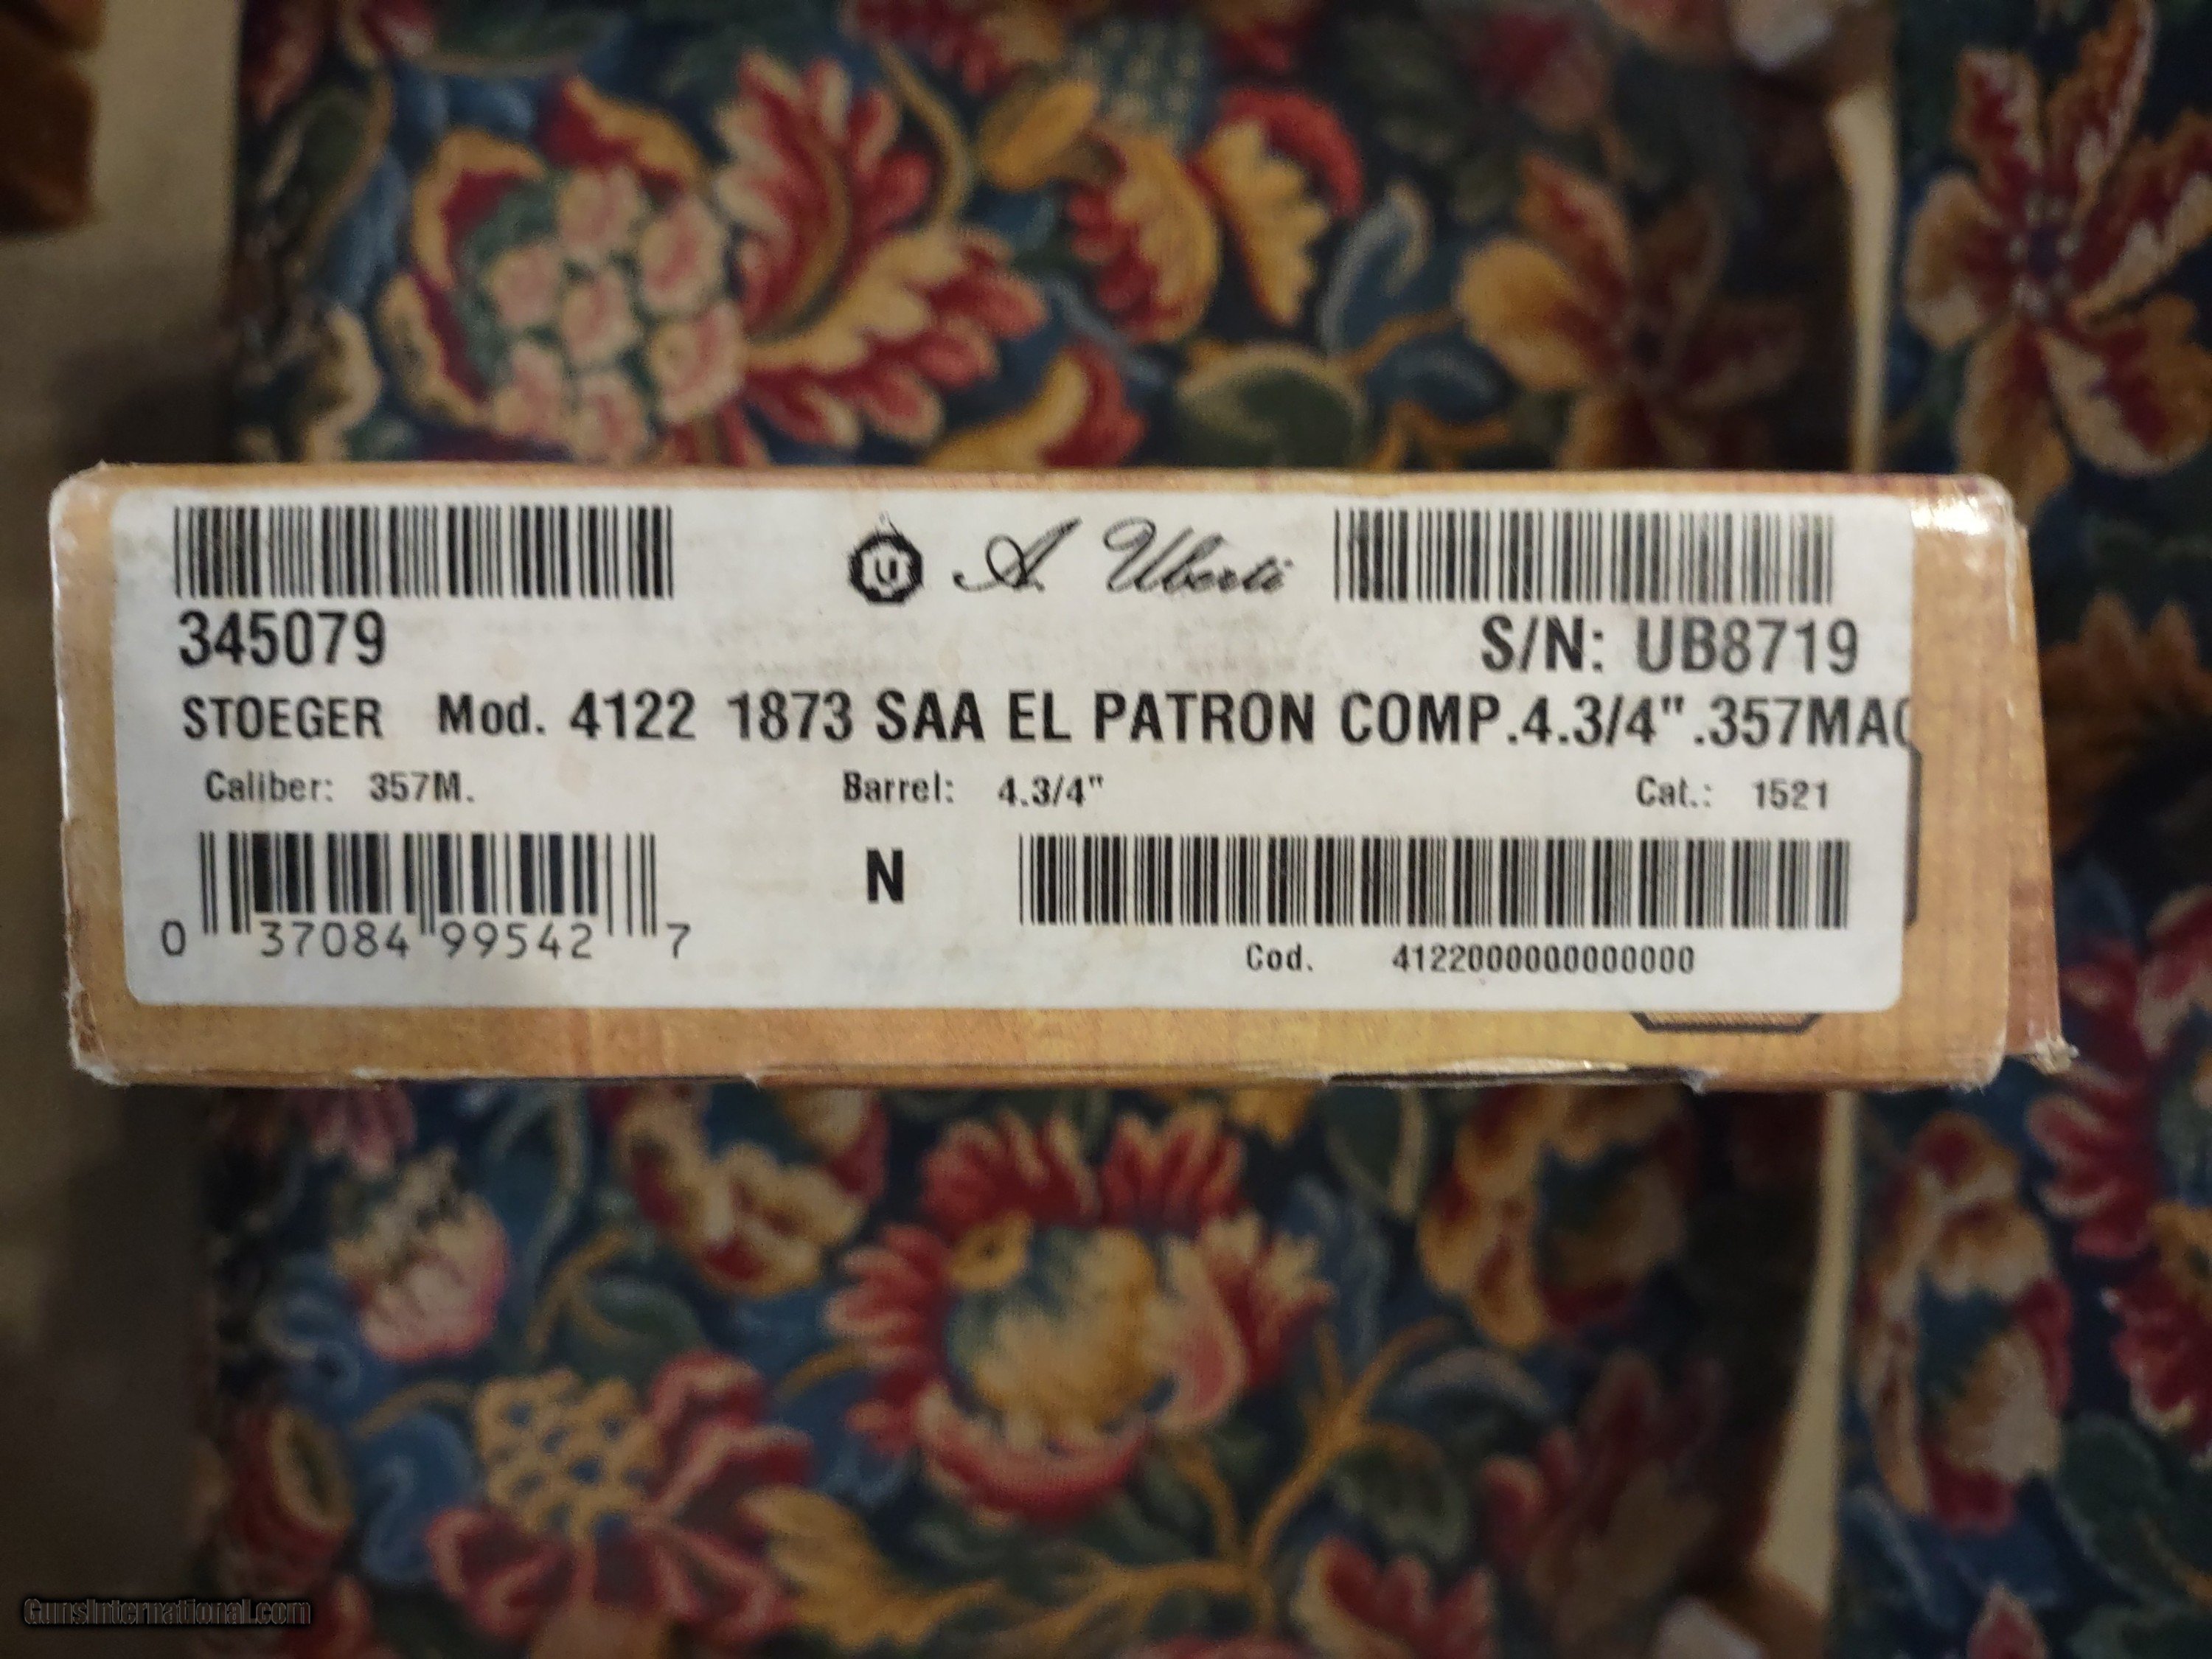 U A. Uberti
345079
S/N: UB8719
STOEGER Mod. 4122 1873 SAA EL PATRON COMP.4.3/4".357MAG
Caliber: 357M. Barrel: 4.3/4" Cat.: 1521
N
0 37084 99542 7
Cod. 4122000000000000
GunsInternational.com